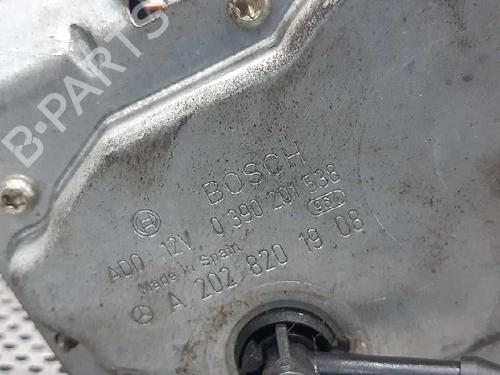 B-PARTS
BOSCH
ADO 12V 0 390 201 538
Made in Spain
A 202 820 19 08